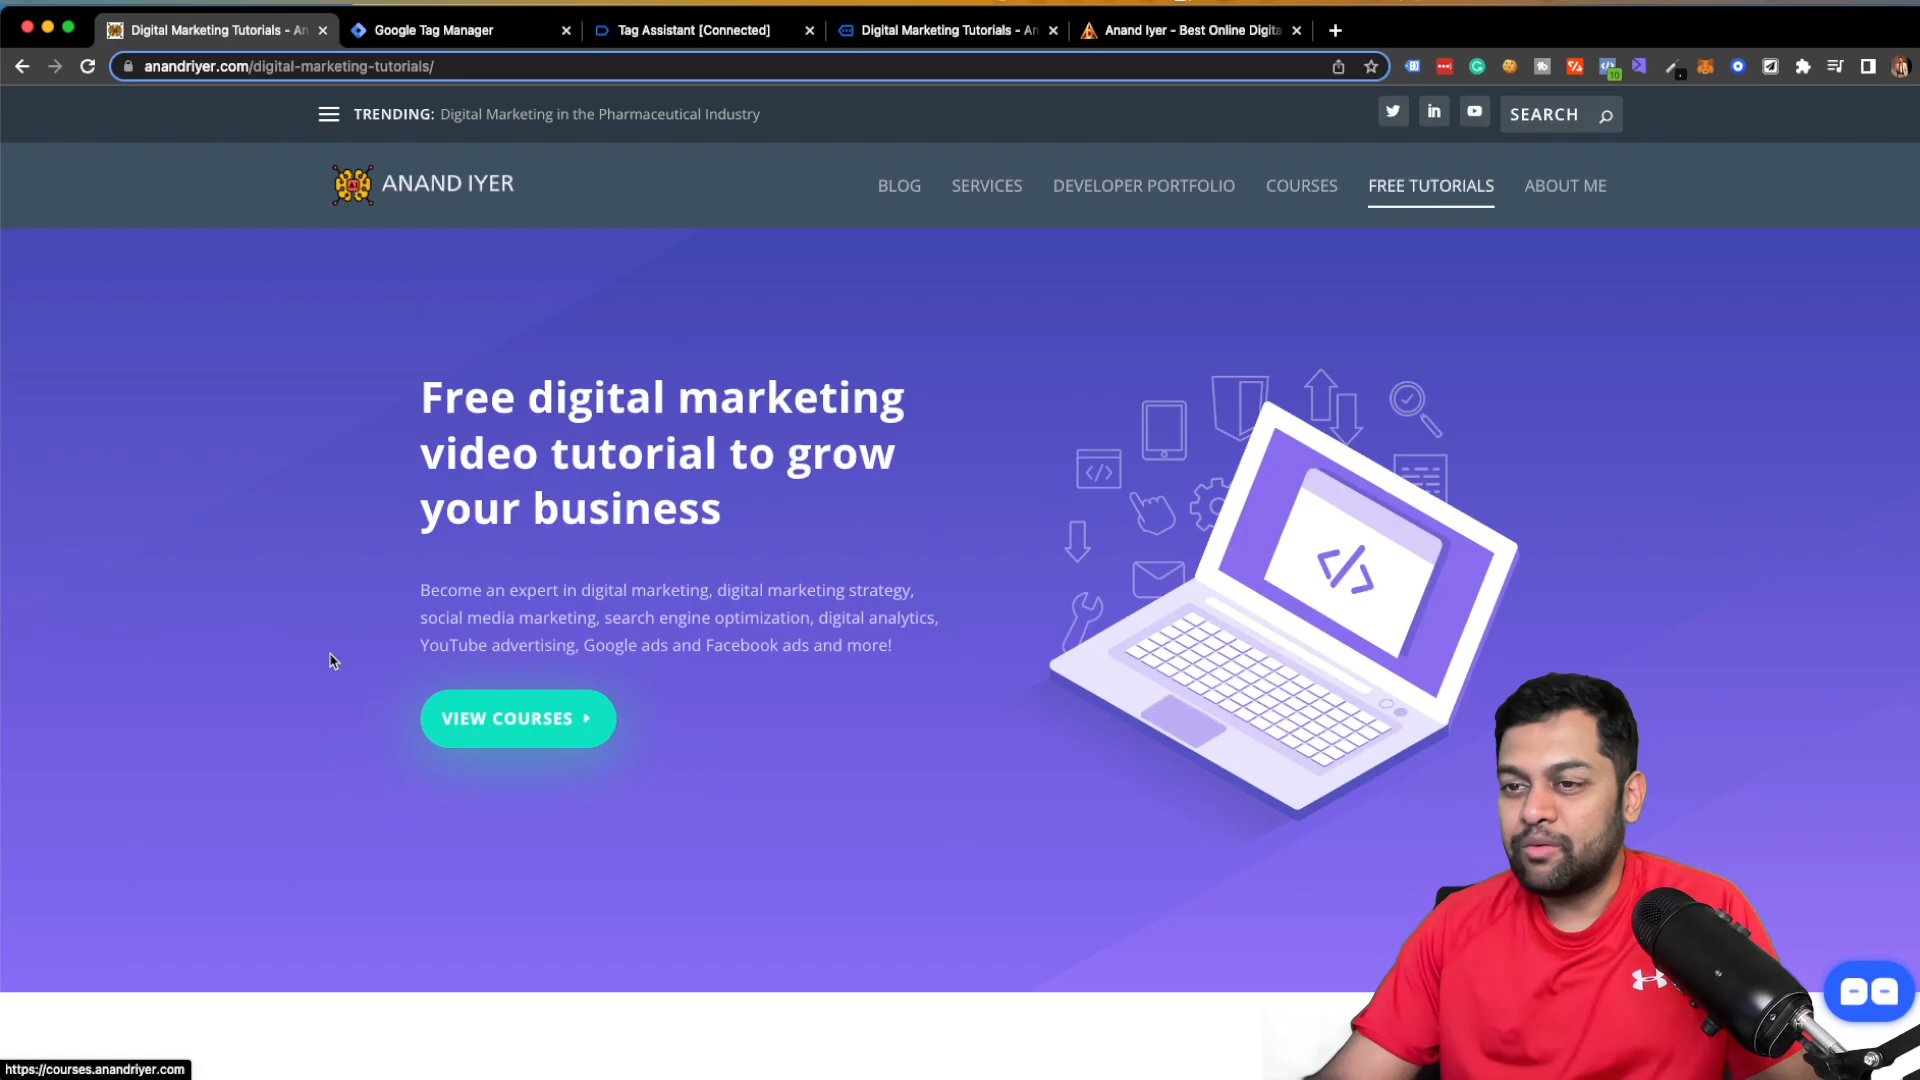 Digital Marketing Tutorials - An
Google Tag Manager
Tag Assistant [Connected]
Digital Marketing Tutorials - An
Anand Iyer - Best Online Digita
anandriyer.com/digital-marketing-tutorials/
10
TRENDING: Digital Marketing in the Pharmaceutical Industry
SEARCH
ANAND IYER
BLOG
SERVICES
DEVELOPER PORTFOLIO
COURSES
FREE TUTORIALS
ABOUT ME
Free digital marketing
video tutorial to grow
your business
Become an expert in digital marketing, digital marketing strategy,
social media marketing, search engine optimization, digital analytics,
YouTube advertising, Google ads and Facebook ads and more!
VIEW COURSES
https://courses.anandriyer.com